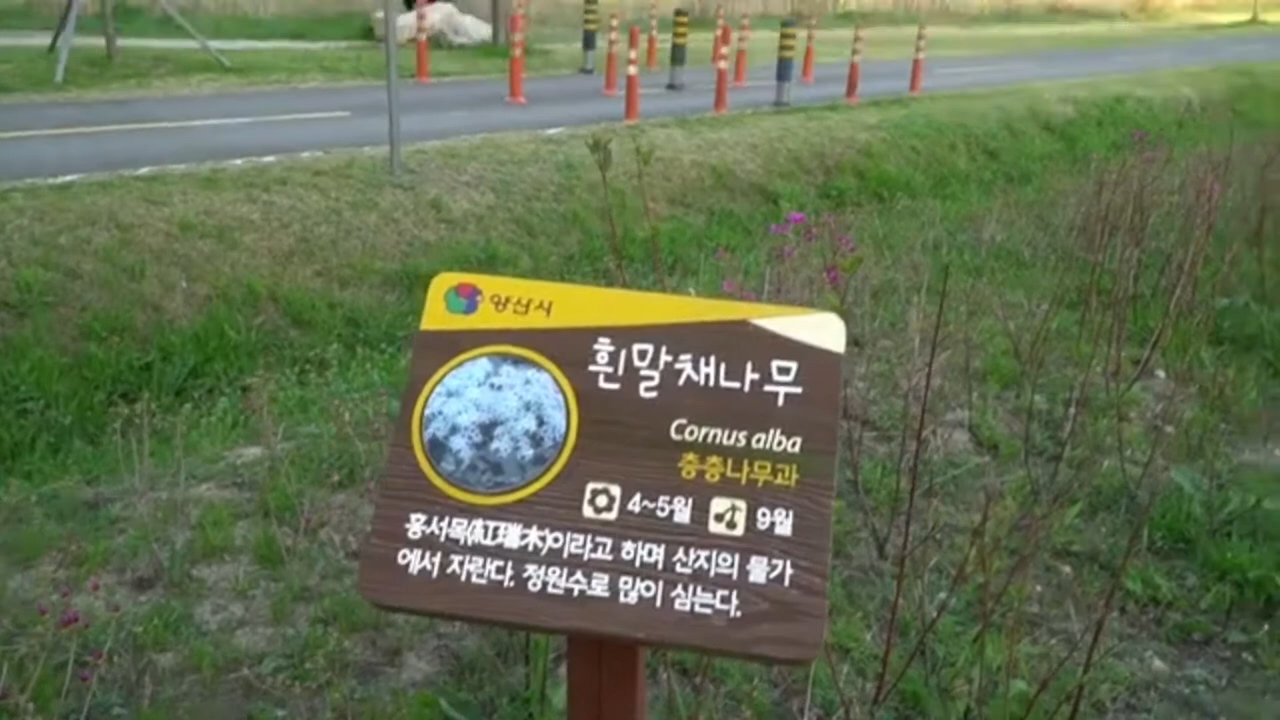 양산시
흰말채나무
Cornus alba
층층나무과
4~5월 9월
홍서목(紅瑞木)이라고 하며 산지의 물가
에서 자란다. 정원수로 많이 심는다.